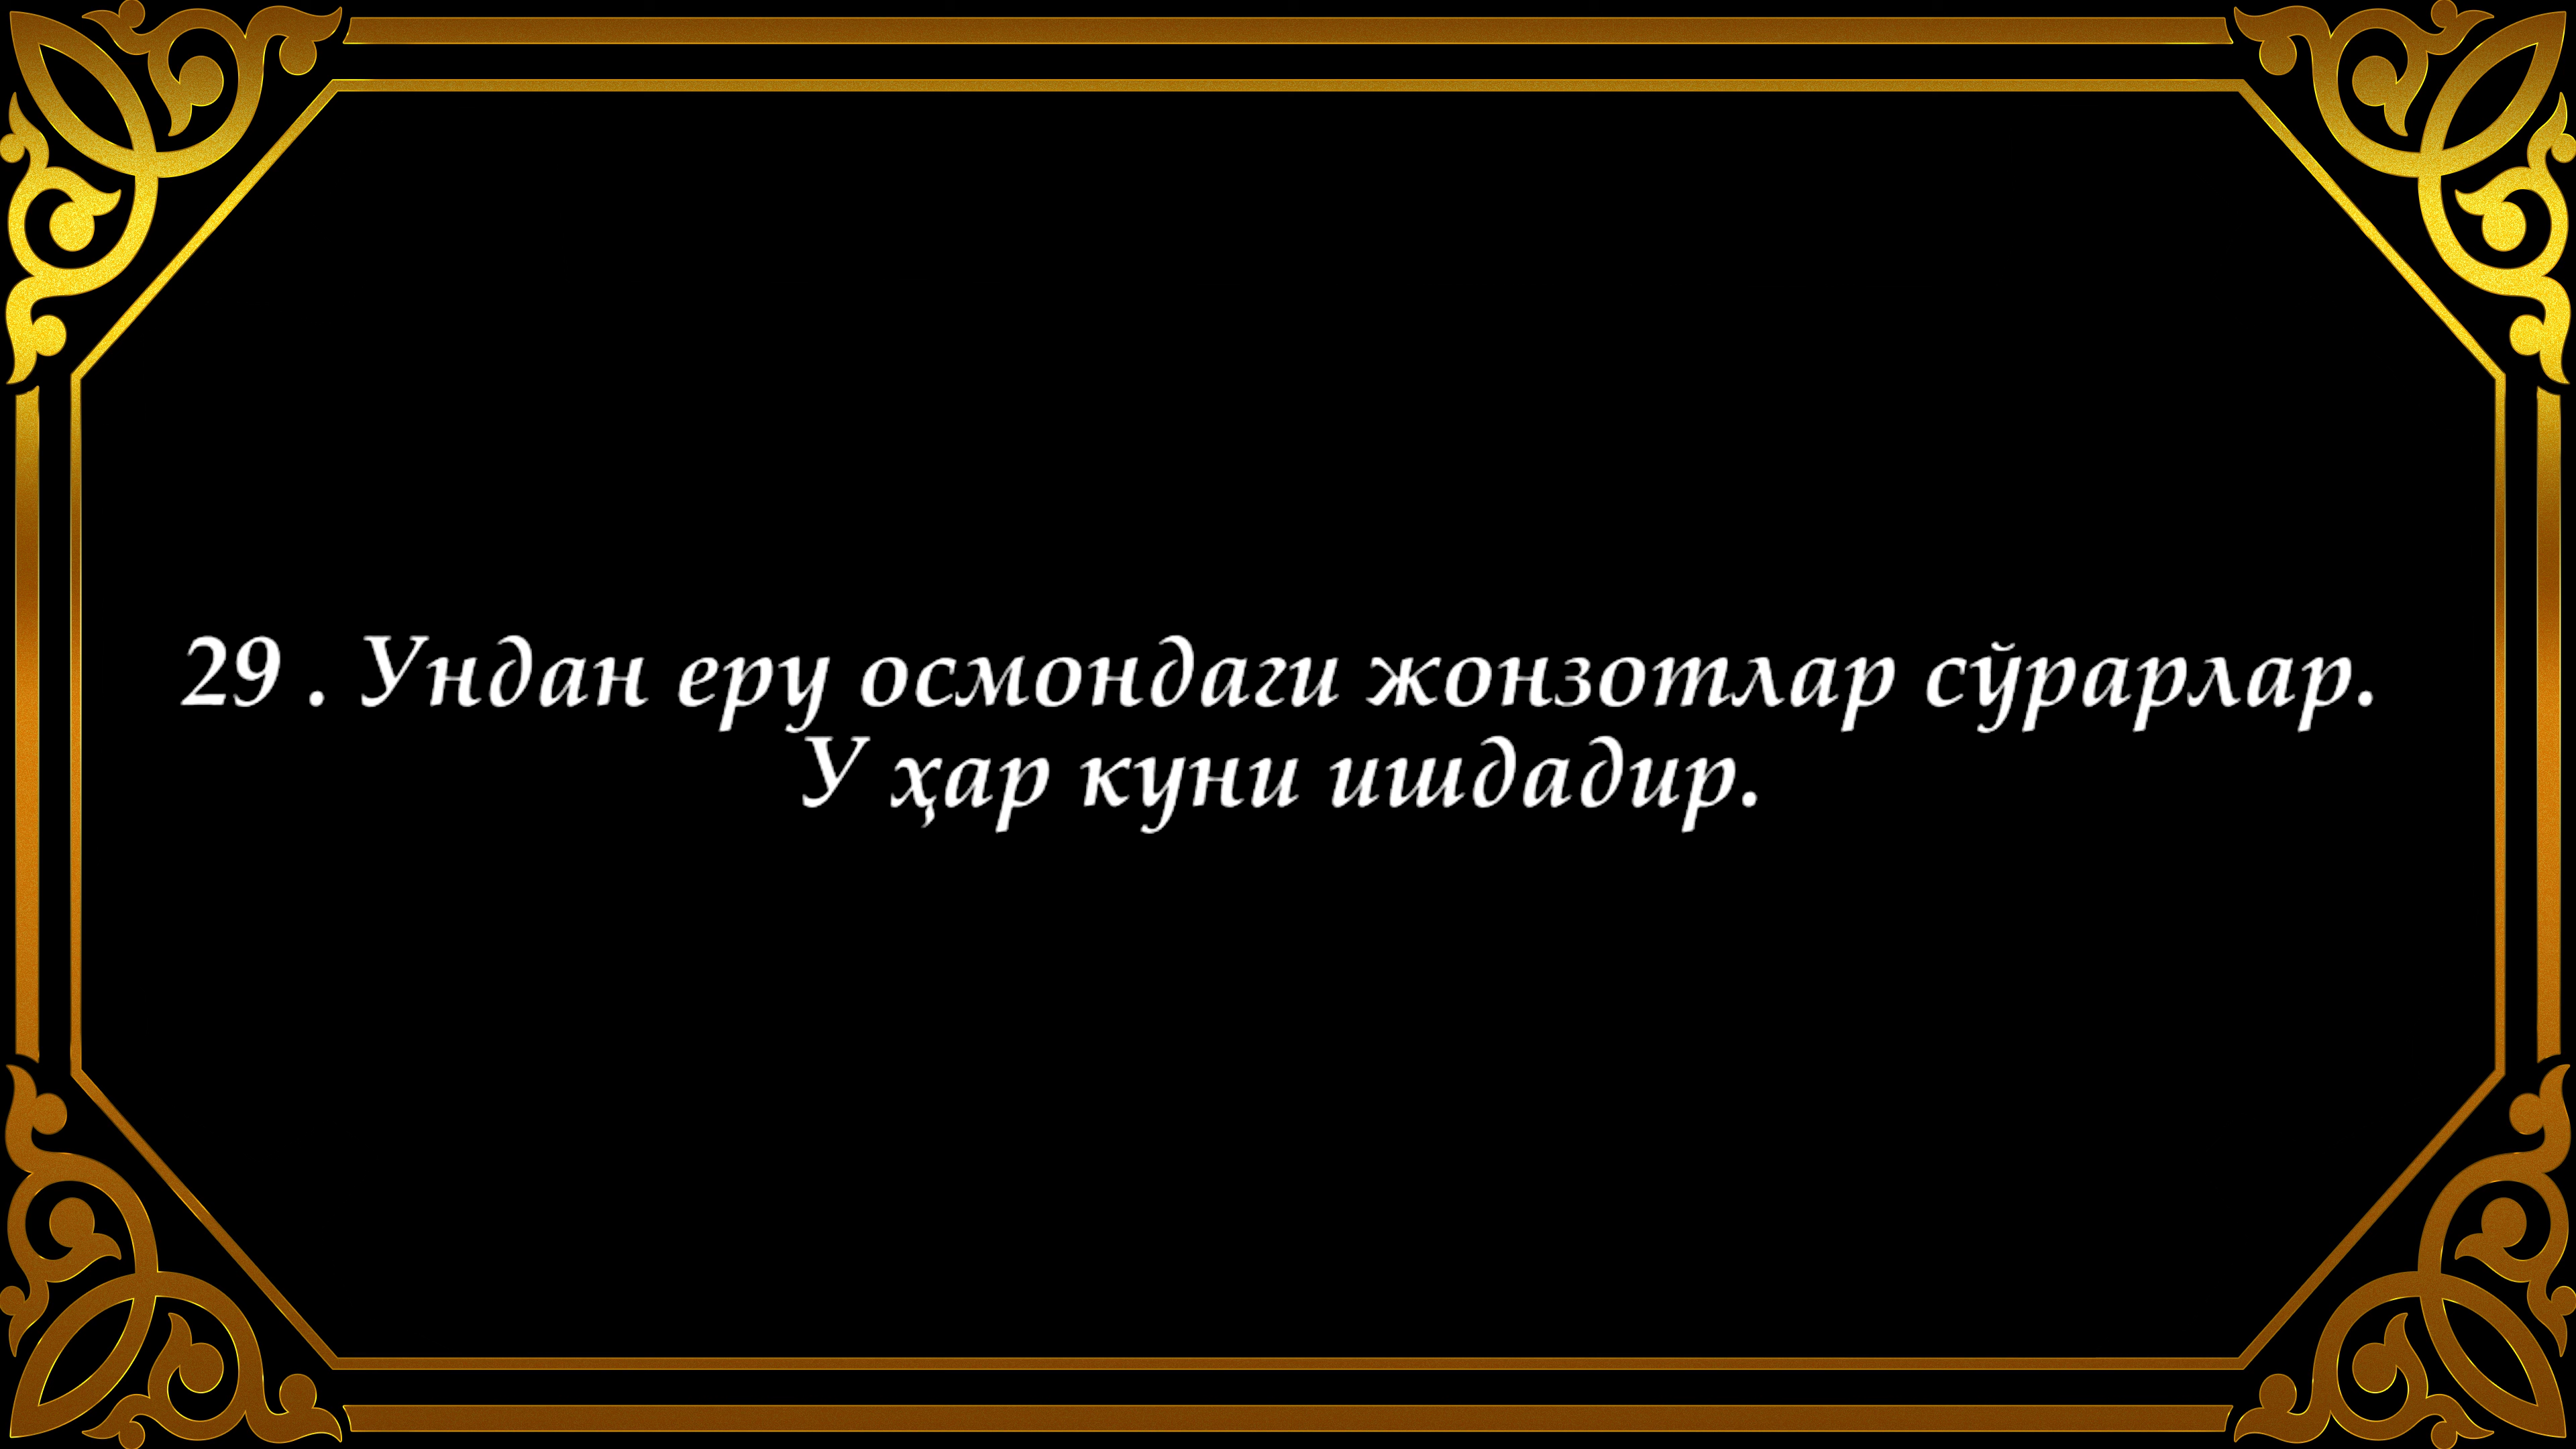 29 . Ундан еру осмондаги жонзотлар сўрарлар.
У ҳар куни ишдадир.